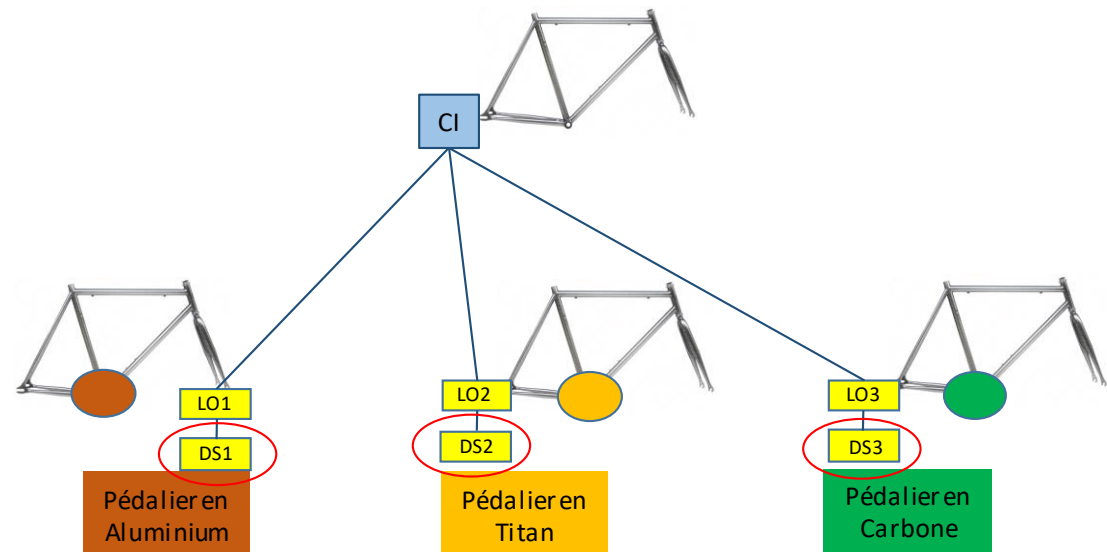 CI
LO1
LO2
LO3
DS1
DS2
DS3
Pédalier en
Aluminium
Pédalier en
Titan
Pédalier en
Carbone